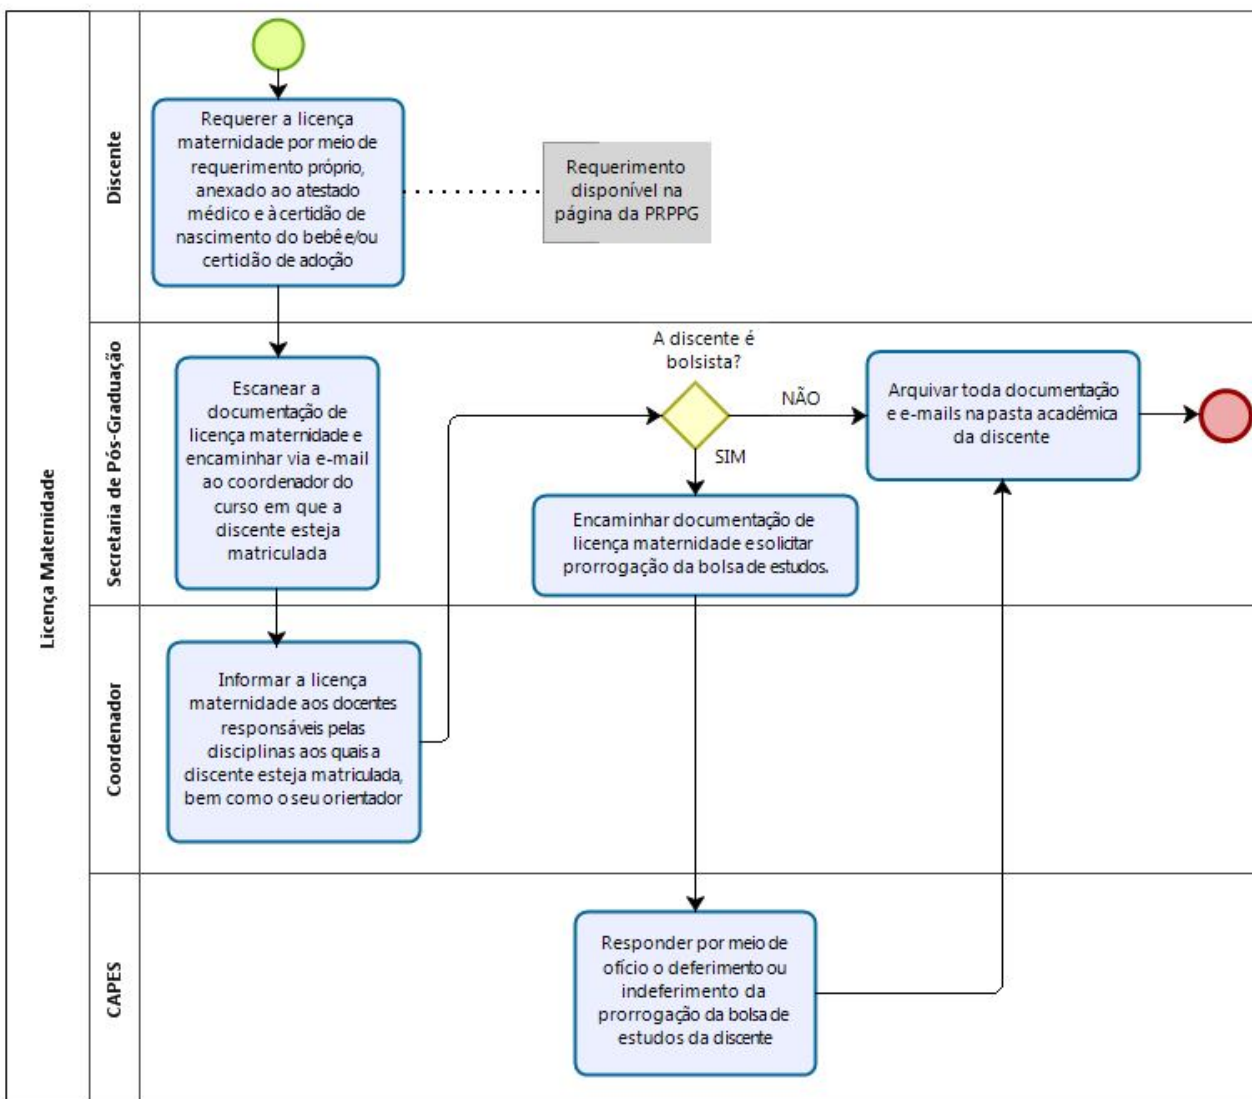 Licença Maternidade
Discente
Requerer a licença
maternidade por meio de
requerimento próprio,
anexado ao atestado
médico e à certidão de
nascimento do bebê e/ou
certidão de adoção
Requerimento
disponível na
página da PRPPG
Secretaria de Pós-Graduação
Escanear a
documentação de
licença maternidade e
encaminhar via e-mail
ao coordenador do
curso em que a
discente esteja
matriculada
A discente é
bolsista?
NÃO
SIM
Arquivar toda documentação
e e-mails na pasta acadêmica
da discente
Encaminhar documentação de
licença maternidade e solicitar
prorrogação da bolsa de estudos.
Coordenador
Informar a licença
maternidade aos docentes
responsáveis pelas
disciplinas aos quais a
discente esteja matriculada,
bem como o seu orientador
CAPES
Responder por meio de
ofício o deferimento ou
indeferimento da
prorrogação da bolsa de
estudos da discente